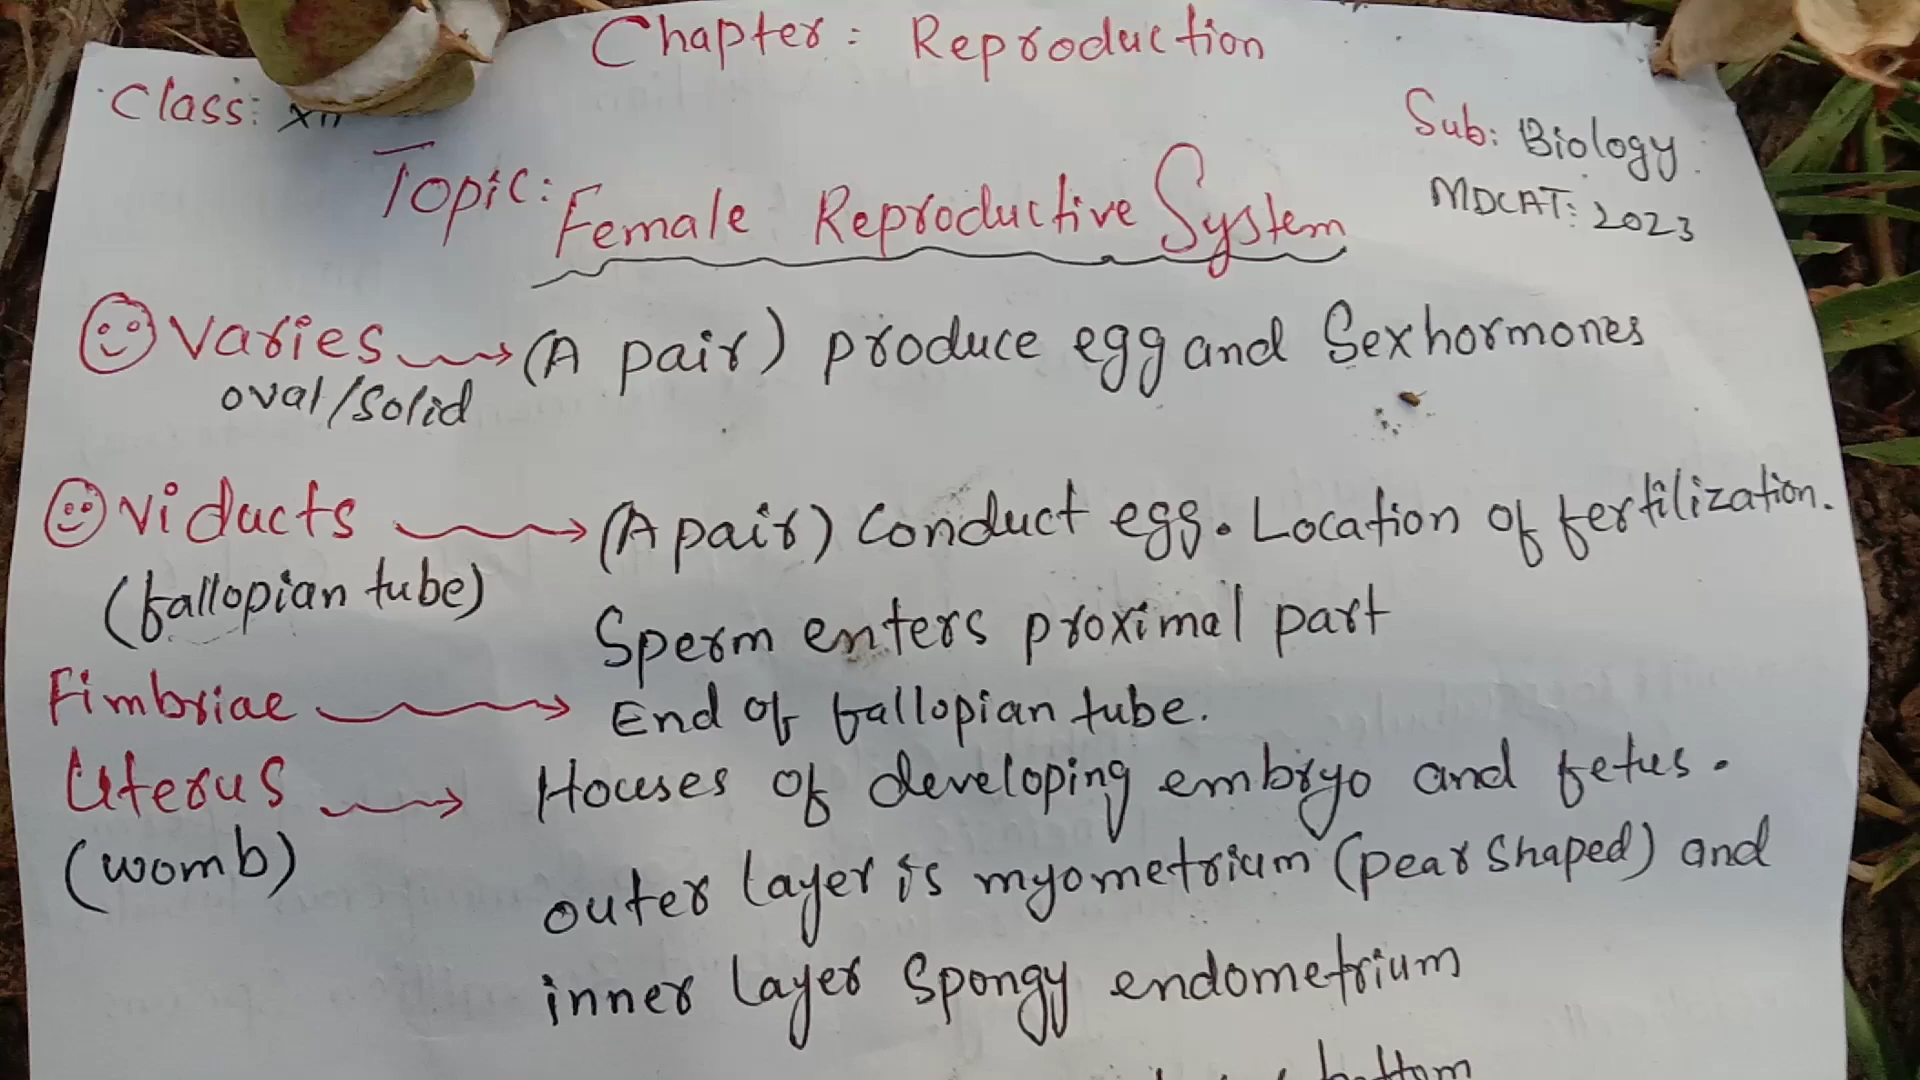 Chapter: Reproduction
Class: XII
Sub: Biology
MDCAT: 2023
Topic: Female Reproductive System
Ovaries → (A pair) produce egg and Sex hormones
oval/Solid
Oviducts → (A pair) Conduct egg. Location of fertilization.
(fallopian tube)
Sperm enters proximal part
Fimbriae → End of fallopian tube.
Uterus → Houses of developing embryo and fetus.
(womb)
outer layer is myometrium (pear Shaped) and
inner layer Spongy endometrium
bottom